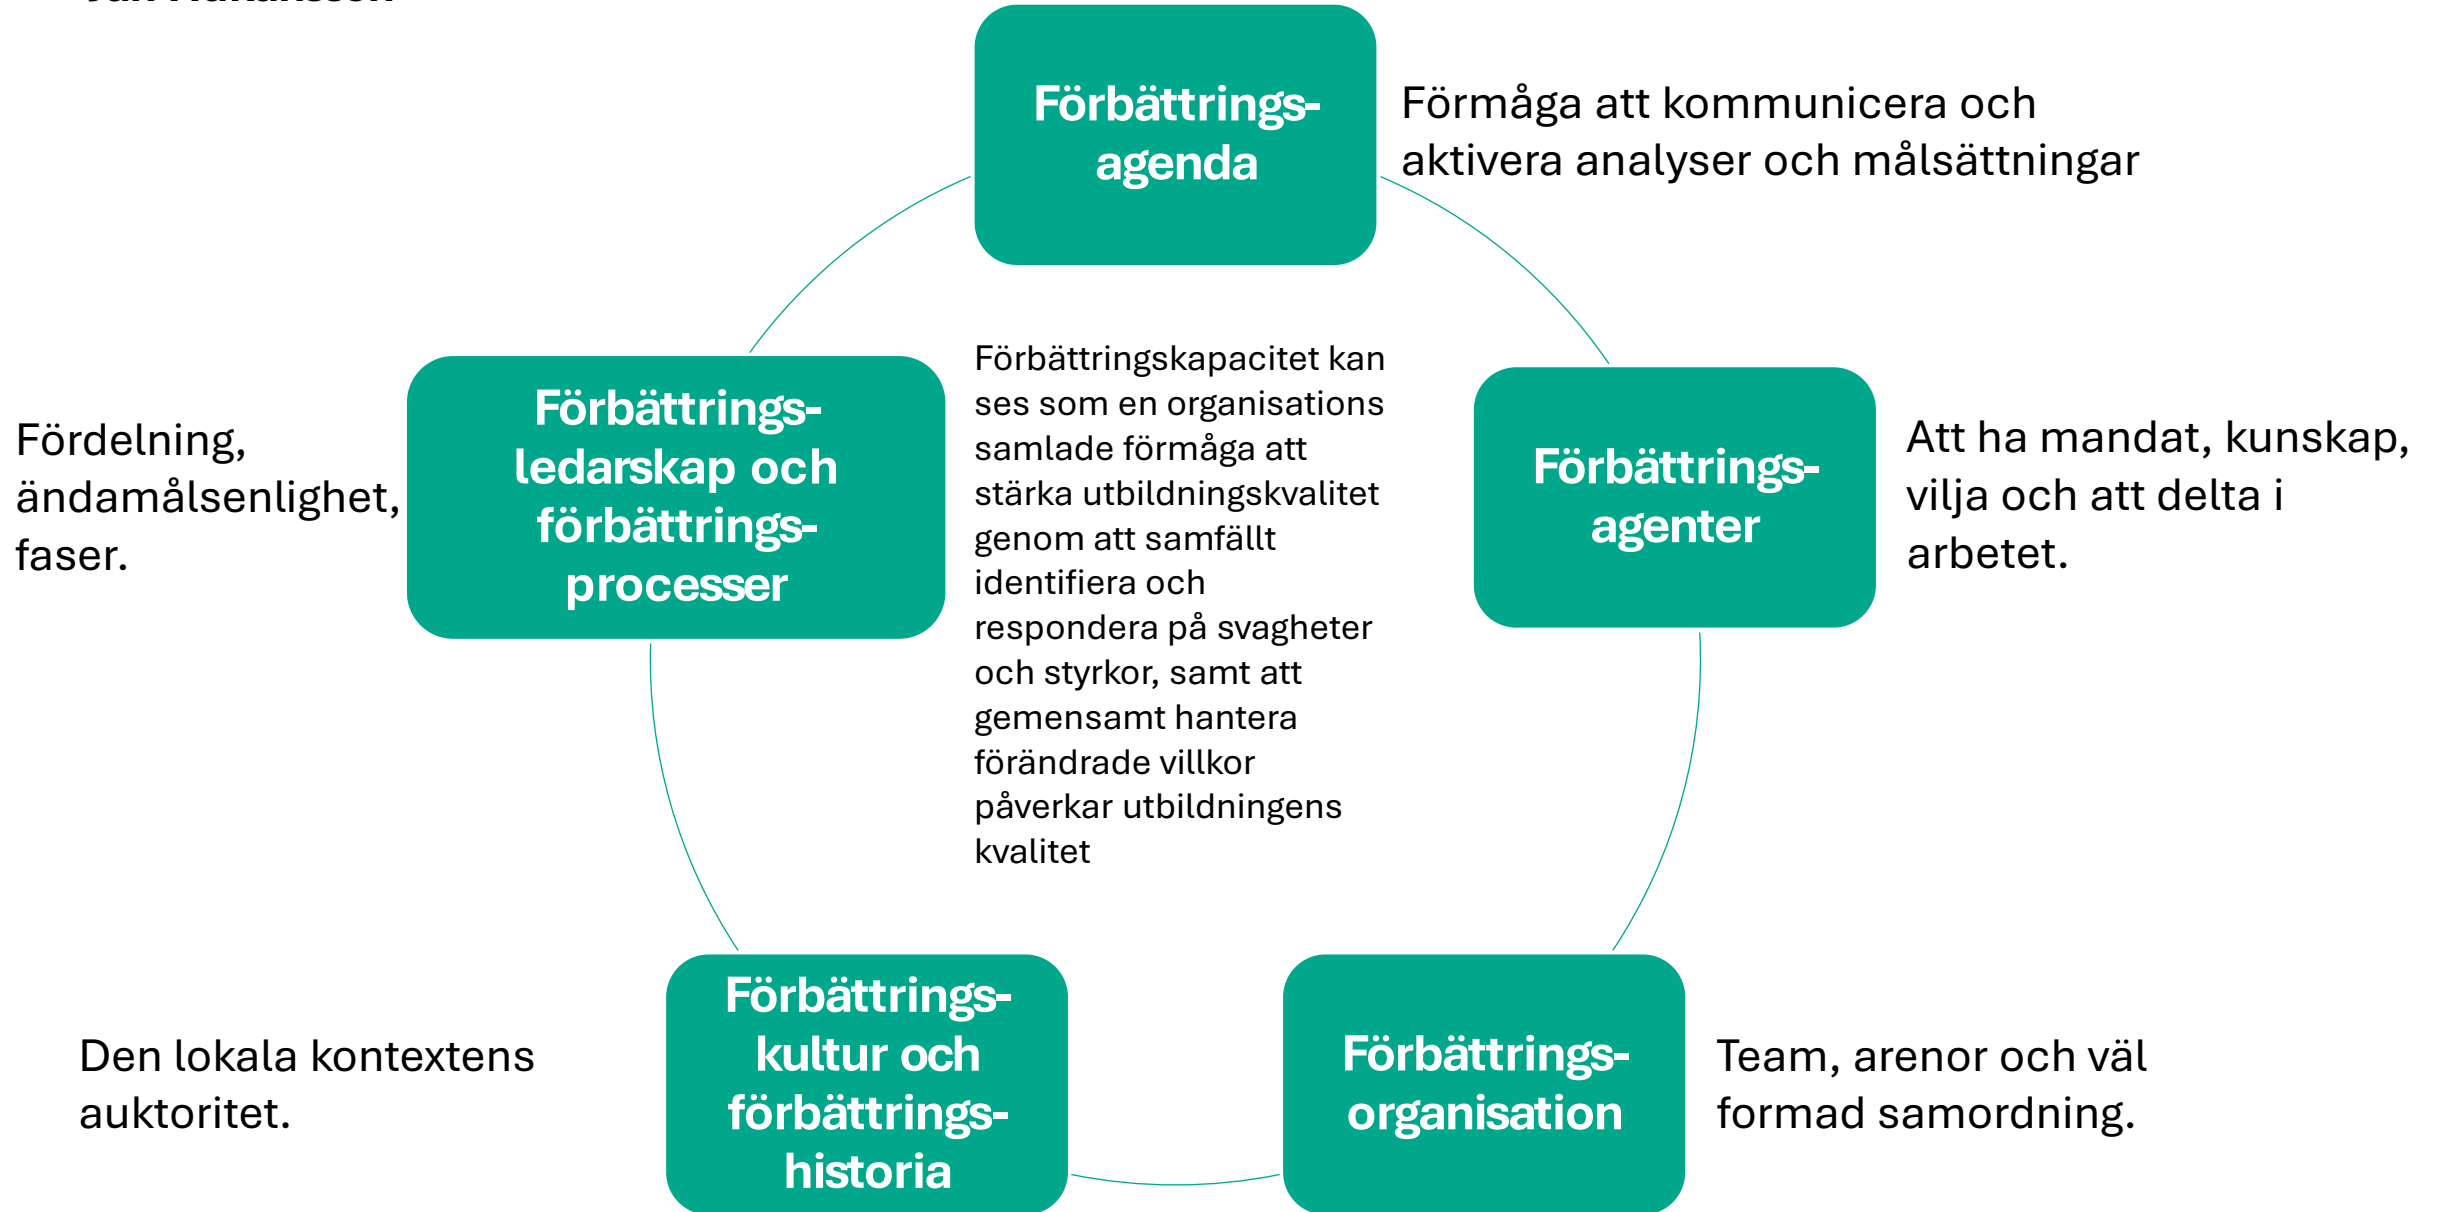 Förbättrings-
agenda
Förmåga att kommunicera och
aktivera analyser och målsättningar
Förbättrings-
agenter
Att ha mandat, kunskap,
vilja och att delta i
arbetet.
Förbättrings-
organisation
Team, arenor och väl
formad samordning.
Förbättrings-
kultur och
förbättrings-
historia
Den lokala kontextens
auktoritet.
Förbättrings-
ledarskap och
förbättrings-
processer
Fördelning,
ändamålsenlighet,
faser.
Förbättringskapacitet kan
ses som en organisations
samlade förmåga att
stärka utbildningskvalitet
genom att samfällt
identifiera och
respondera på svagheter
och styrkor, samt att
gemensamt hantera
förändrade villkor
påverkar utbildningens
kvalitet